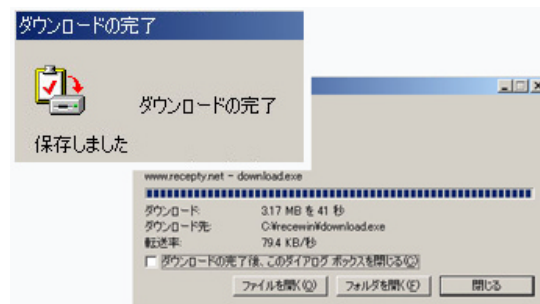 ダウンロードの完了
ダウンロードの完了
保存しました
www.recepty.net - download.exe
ダウンロード: 3.17 MB を 41 秒
ダウンロード先: C:¥recewin¥download.exe
転送率: 79.4 KB/秒
ダウンロードの完了後、このダイアログ ボックスを閉じる(C)
ファイルを開く(O) フォルダを開く(F) 閉じる